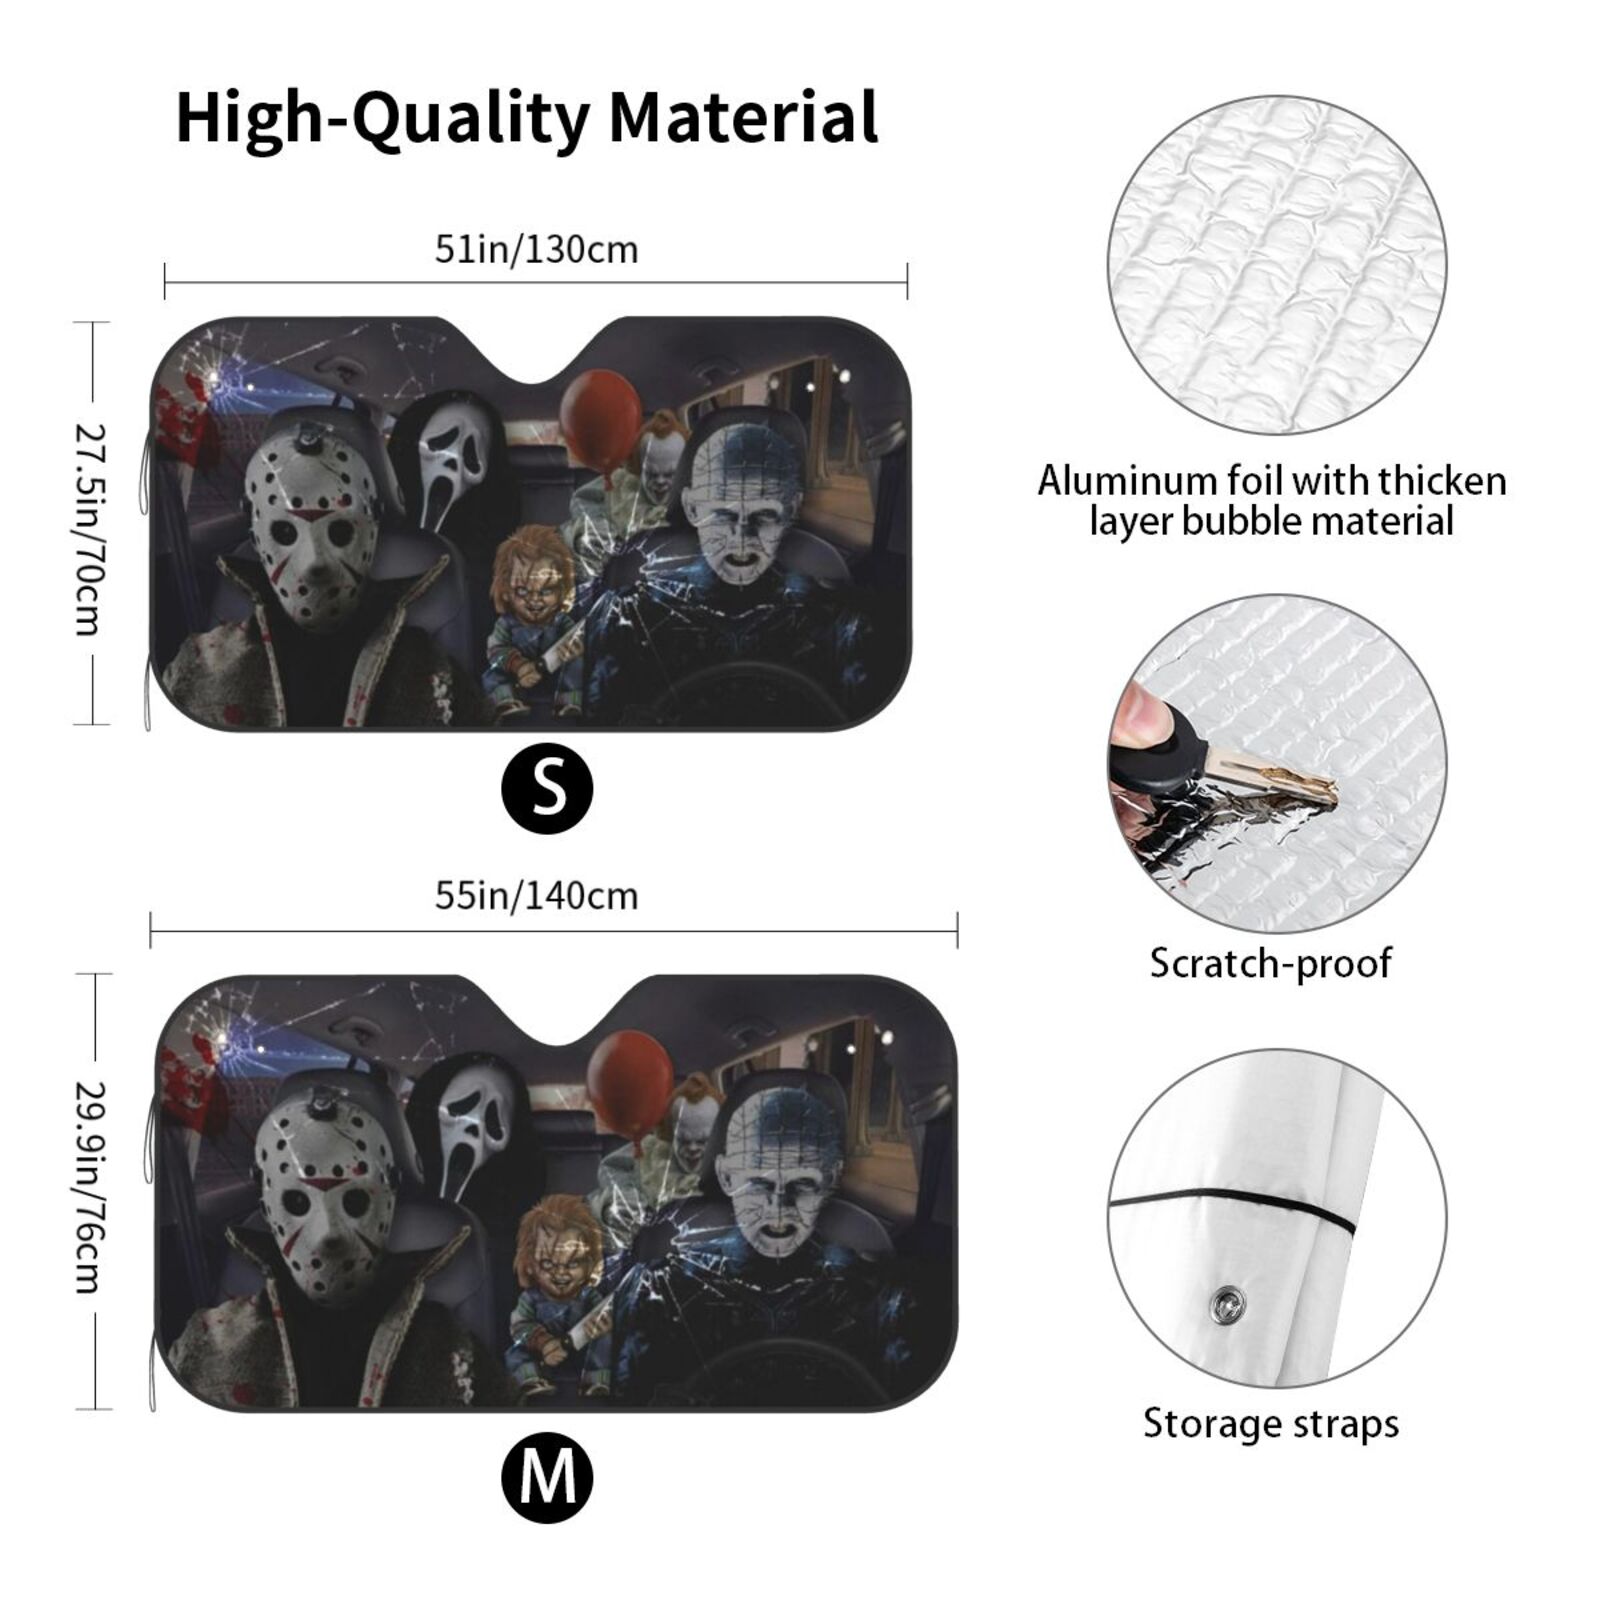 High-Quality Material
51in/130cm
27.5in/70cm
S
55in/140cm
29.9in/76cm
M
Aluminum foil with thicken
layer bubble material
Scratch-proof
Storage straps